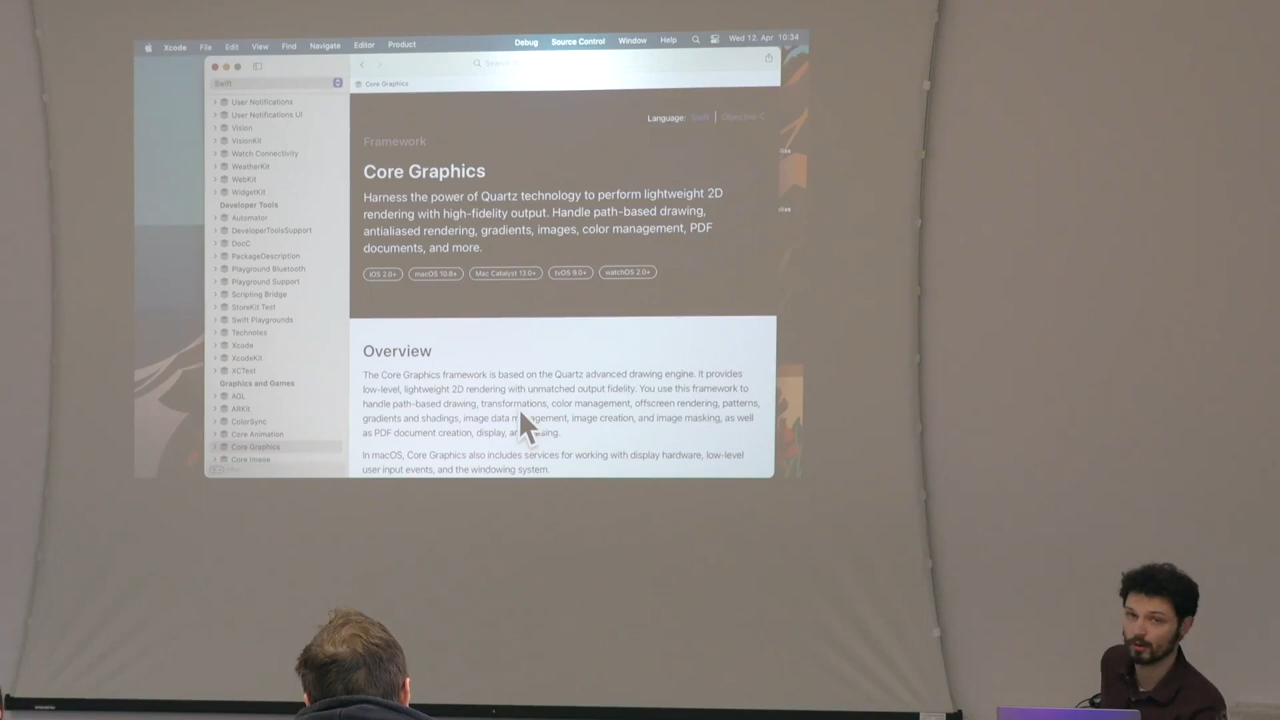 Xcode File Edit View Find Navigate Editor Product Debug Source Control Window Help Wed 12. Apr 10:34
Swift
User Notifications
User Notifications UI
Vision
VisionKit
Watch Connectivity
WeatherKit
WebKit
WidgetKit
Developer Tools
Automator
DeveloperToolsSupport
DocC
PackageDescription
Playground Bluetooth
Playground Support
Scripting Bridge
StoreKit Test
Swift Playgrounds
Technotes
Xcode
XcodeKit
XCTest
Graphics and Games
AGL
ARKit
ColorSync
Core Animation
Core Graphics
Core Image
Search
Core Graphics
Language: Swift | Objective-C
Framework
Core Graphics
Harness the power of Quartz technology to perform lightweight 2D
rendering with high-fidelity output. Handle path-based drawing,
antialiased rendering, gradients, images, color management, PDF
documents, and more.
iOS 2.0+ macOS 10.8+ Mac Catalyst 13.0+ tvOS 9.0+ watchOS 2.0+
Overview
The Core Graphics framework is based on the Quartz advanced drawing engine. It provides
low-level, lightweight 2D rendering with unmatched output fidelity. You use this framework to
handle path-based drawing, transformations, color management, offscreen rendering, patterns,
gradients and shadings, image data management, image creation, and image masking, as well
as PDF document creation, display, and parsing.
In macOS, Core Graphics also includes services for working with display hardware, low-level
user input events, and the windowing system.